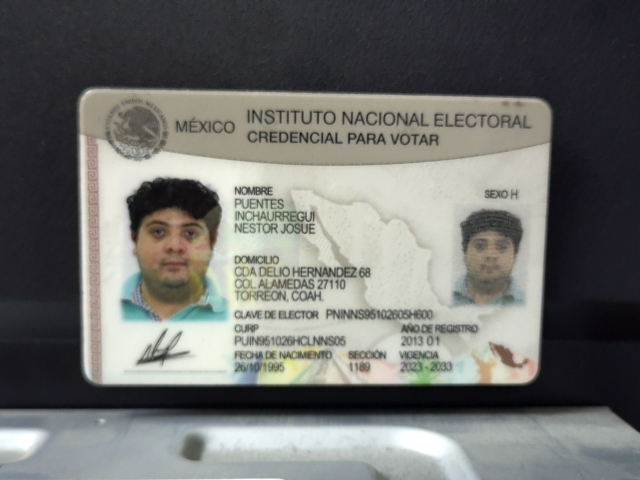 MÉXICO INSTITUTO NACIONAL ELECTORAL
CREDENCIAL PARA VOTAR
NOMBRE
PUENTES
INCHAURREGUI
NESTOR JOSUE
SEXO H
DOMICILIO
CDA DELIO HERNANDEZ 68
COL ALAMEDAS 27110
TORREON, COAH.
CLAVE DE ELECTOR PNINNS95102605H600
CURP
PUIN951026HCLNNS05
AÑO DE REGISTRO
2013 01
FECHA DE NACIMIENTO
26/10/1995
SECCIÓN
1189
VIGENCIA
2023 - 2033